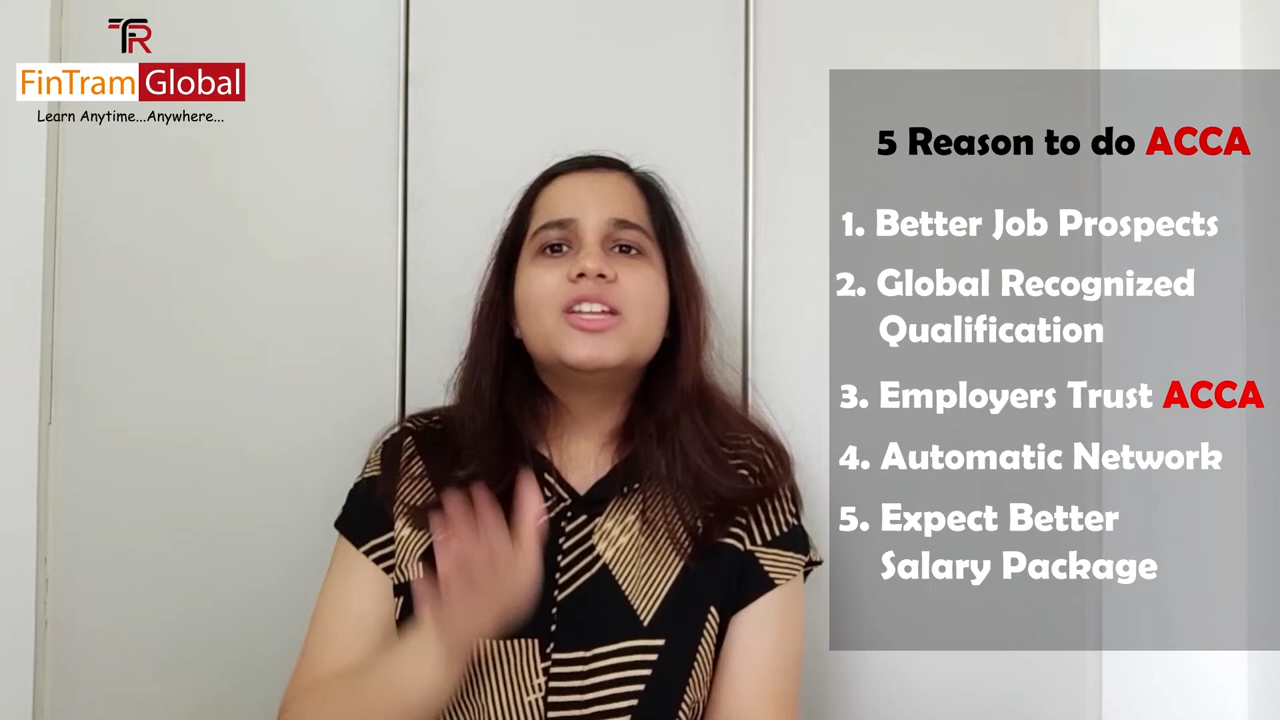 TR
FinTram Global
Learn Anytime...Anywhere...
5 Reason to do ACCA
1. Better Job Prospects
2. Global Recognized
Qualification
3. Employers Trust ACCA
4. Automatic Network
5. Expect Better
Salary Package